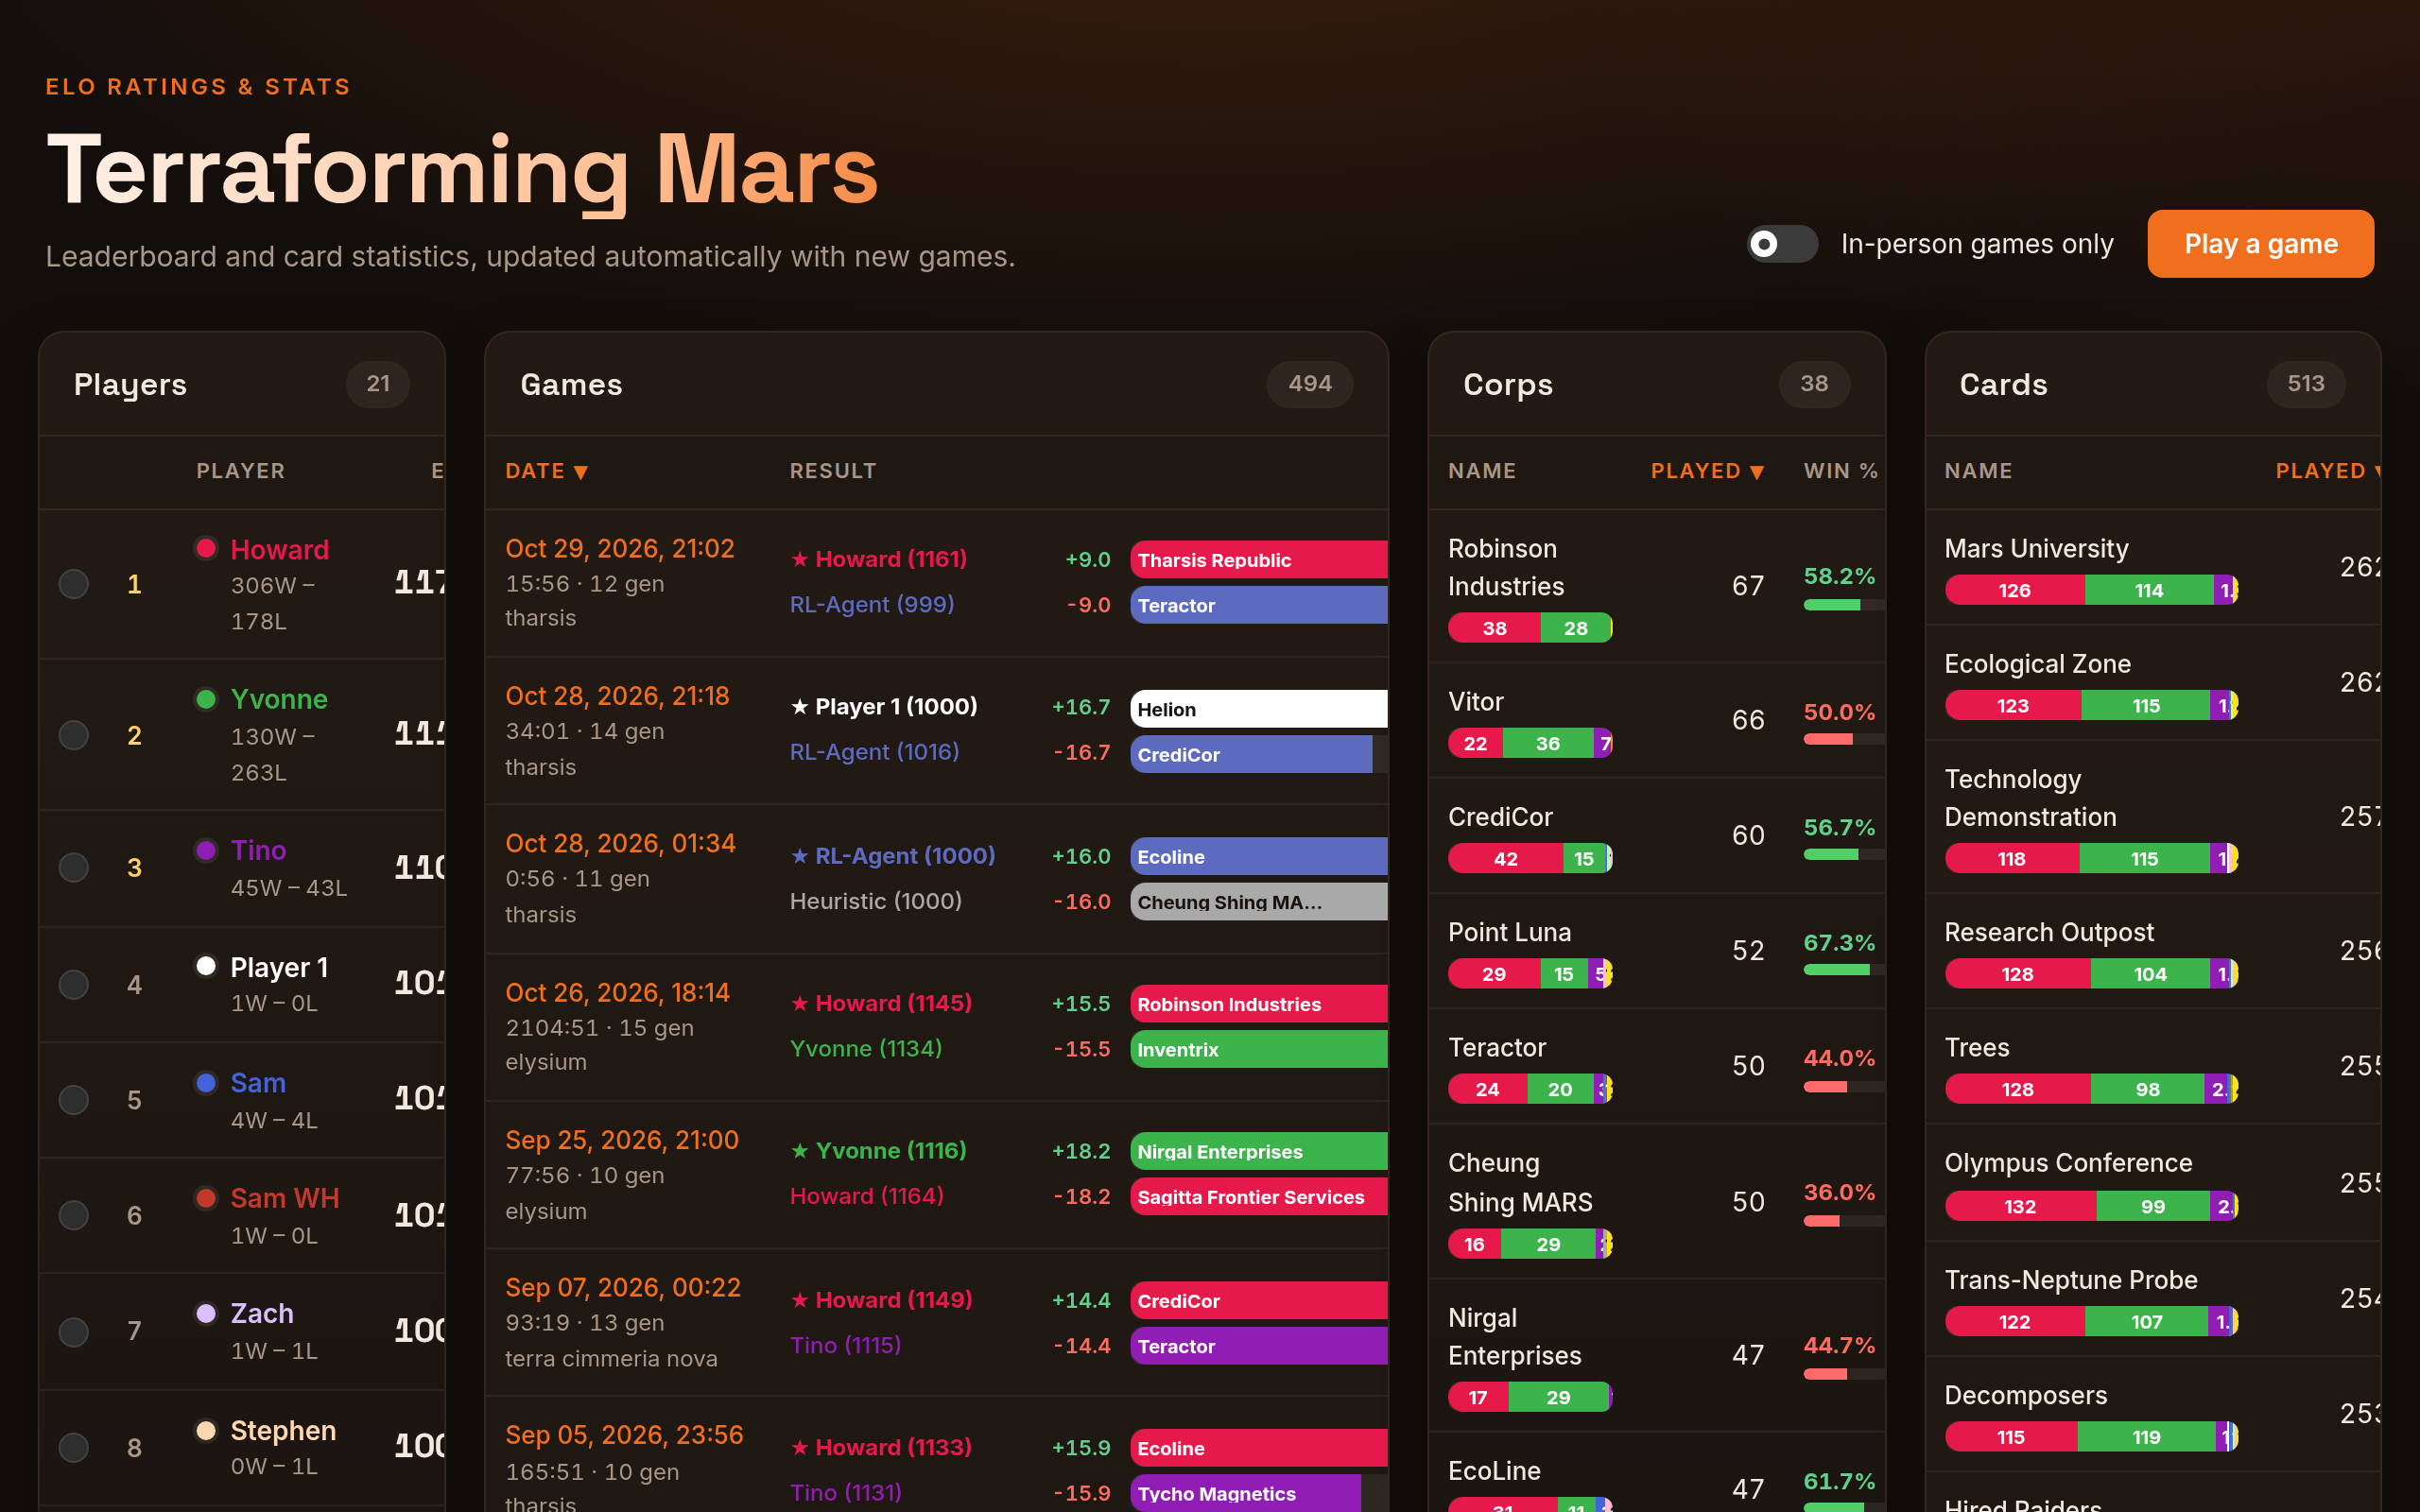 ELO RATINGS & STATS
Terraforming Mars
Leaderboard and card statistics, updated automatically with new games.
In-person games only
Play a game
Players 21
PLAYER
1 Howard
306W –
178L
2 Yvonne
130W –
263L
3 Tino
45W – 43L
4 Player 1
1W – 0L
5 Sam
4W – 4L
6 Sam WH
1W – 0L
7 Zach
1W – 1L
8 Stephen
0W – 1L
Games 494
DATE ▼ RESULT
Oct 29, 2026, 21:02
15:56 · 12 gen
tharsis
★ Howard (1161) +9.0 Tharsis Republic
RL-Agent (999) -9.0 Teractor
Oct 28, 2026, 21:18
34:01 · 14 gen
tharsis
★ Player 1 (1000) +16.7 Helion
RL-Agent (1016) -16.7 CrediCor
Oct 28, 2026, 01:34
0:56 · 11 gen
tharsis
★ RL-Agent (1000) +16.0 Ecoline
Heuristic (1000) -16.0 Cheung Shing MA...
Oct 26, 2026, 18:14
2104:51 · 15 gen
elysium
★ Howard (1145) +15.5 Robinson Industries
Yvonne (1134) -15.5 Inventrix
Sep 25, 2026, 21:00
77:56 · 10 gen
elysium
★ Yvonne (1116) +18.2 Nirgal Enterprises
Howard (1164) -18.2 Sagitta Frontier Services
Sep 07, 2026, 00:22
93:19 · 13 gen
terra cimmeria nova
★ Howard (1149) +14.4 CrediCor
Tino (1115) -14.4 Teractor
Sep 05, 2026, 23:56
165:51 · 10 gen
tharsis
★ Howard (1133) +15.9 Ecoline
Tino (1131) -15.9 Tycho Magnetics
Corps 38
NAME PLAYED ▼ WIN %
Robinson
Industries
38 28
67 58.2%
Vitor
22 36 7
66 50.0%
CrediCor
42 15
60 56.7%
Point Luna
29 15 5
52 67.3%
Teractor
24 20
50 44.0%
Cheung
Shing MARS
16 29
50 36.0%
Nirgal
Enterprises
17 29
47 44.7%
EcoLine
31 11
47 61.7%
Cards 513
NAME PLAYED
Mars University
126 114
262
Ecological Zone
123 115
262
Technology
Demonstration
118 115
257
Research Outpost
128 104
256
Trees
128 98
255
Olympus Conference
132 99
255
Trans-Neptune Probe
122 107
254
Decomposers
115 119
253
Hired Raiders